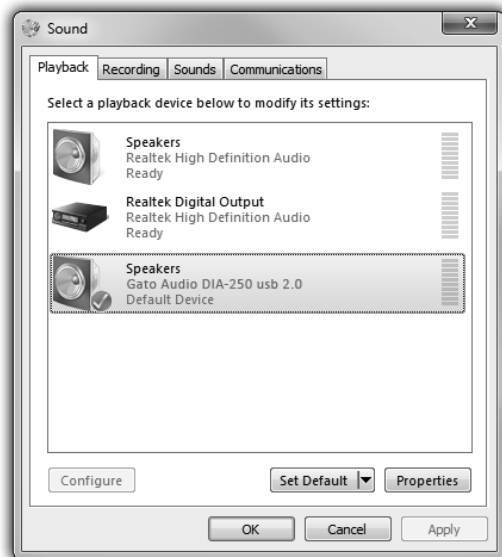 Sound
Playback Recording Sounds Communications
Select a playback device below to modify its settings:
Speakers
Realtek High Definition Audio
Ready
Realtek Digital Output
Realtek High Definition Audio
Ready
Speakers
Gato Audio DIA-250 usb 2.0
Default Device
Configure Set Default Properties
OK Cancel Apply